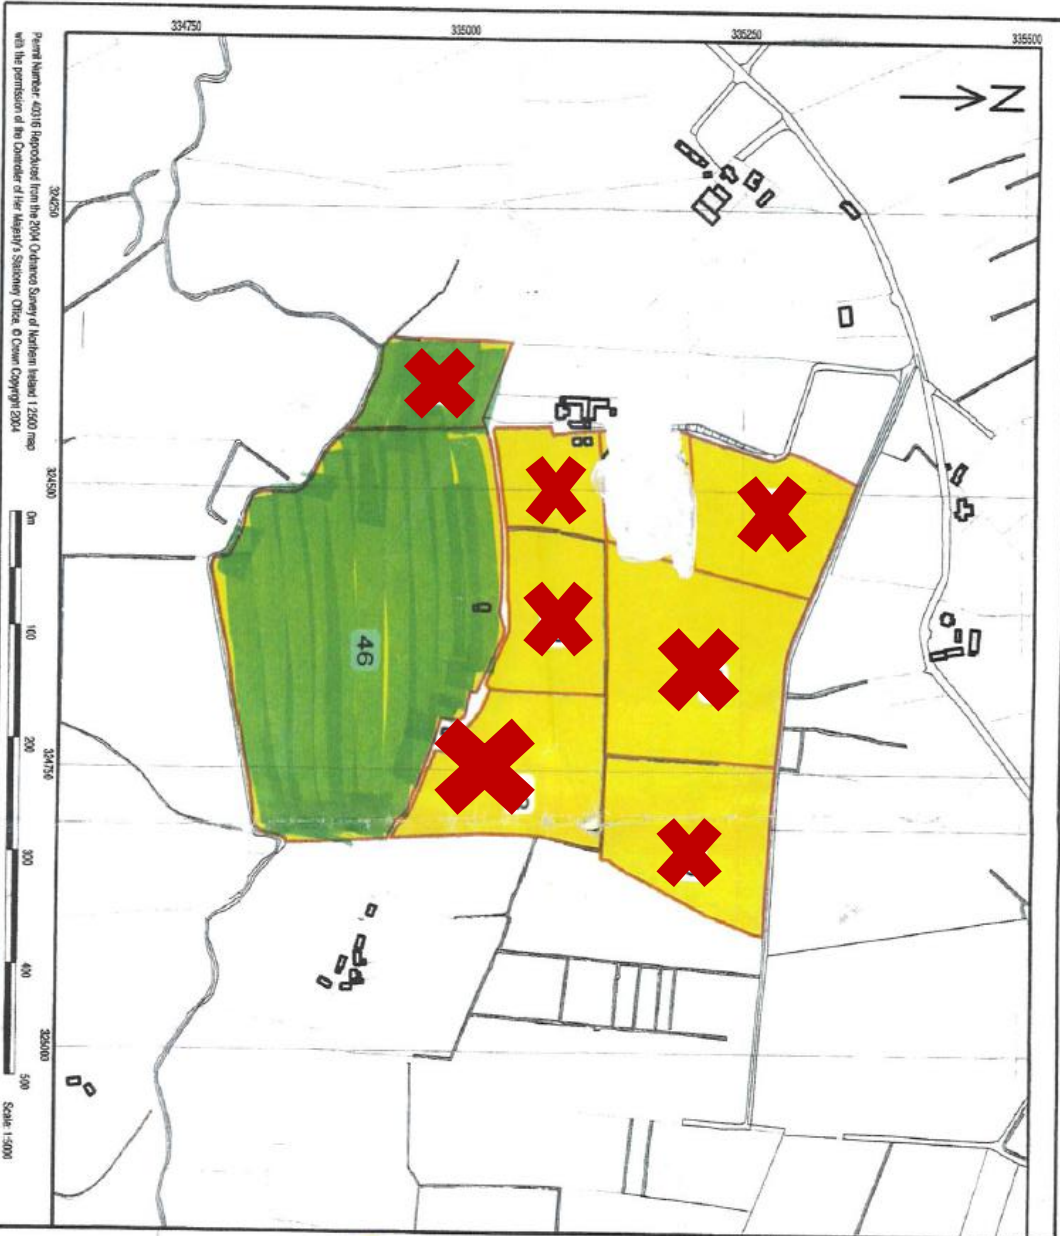 334750
335000
335250
335500
N
324250
324500
324750
325000
46
0m
100
200
300
400
500
Scale: 1:5000
Permit Number: 40316 Reproduced from the 2004 Ordnance Survey of Northern Ireland 1:2500 map
with the permission of the Controller of Her Majesty's Stationery Office. © Crown Copyright 2004